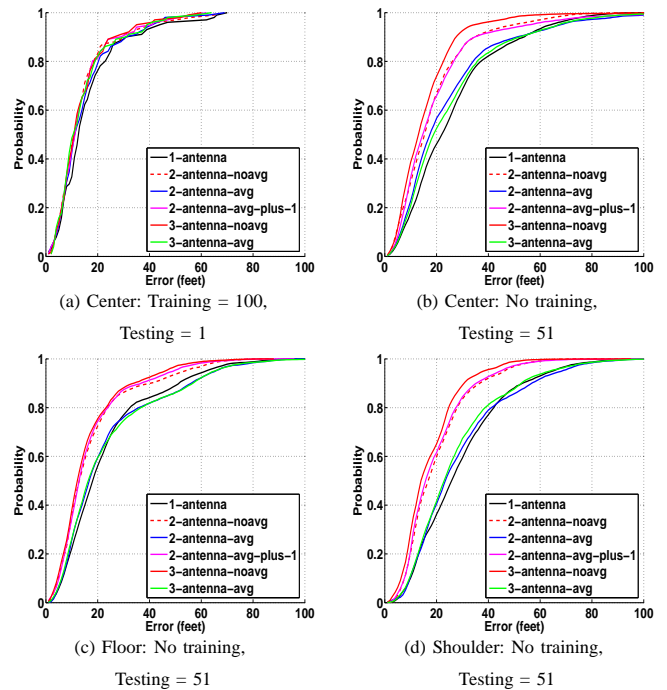 1
0.8
0.6
0.4
0.2
0
Probability
1−antenna
2−antenna−noavg
2−antenna−avg
2−antenna−avg−plus−1
3−antenna−noavg
3−antenna−avg
0 20 40 60 80 100
Error (feet)
(a) Center: Training = 100,
Testing = 1
1
0.8
0.6
0.4
0.2
0
Probability
1−antenna
2−antenna−noavg
2−antenna−avg
2−antenna−avg−plus−1
3−antenna−noavg
3−antenna−avg
0 20 40 60 80 100
Error (feet)
(b) Center: No training,
Testing = 51
1
0.8
0.6
0.4
0.2
0
Probability
1−antenna
2−antenna−noavg
2−antenna−avg
2−antenna−avg−plus−1
3−antenna−noavg
3−antenna−avg
0 20 40 60 80 100
Error (feet)
(c) Floor: No training,
Testing = 51
1
0.8
0.6
0.4
0.2
0
Probability
1−antenna
2−antenna−noavg
2−antenna−avg
2−antenna−avg−plus−1
3−antenna−noavg
3−antenna−avg
0 20 40 60 80 100
Error (feet)
(d) Shoulder: No training,
Testing = 51